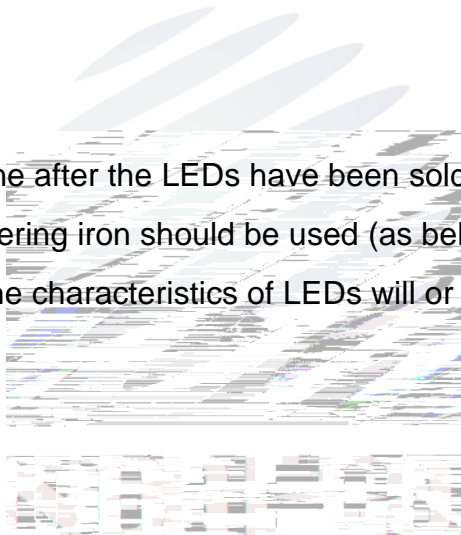 ne after the LEDs have been sold
ering iron should be used (as bel
ne characteristics of LEDs will or